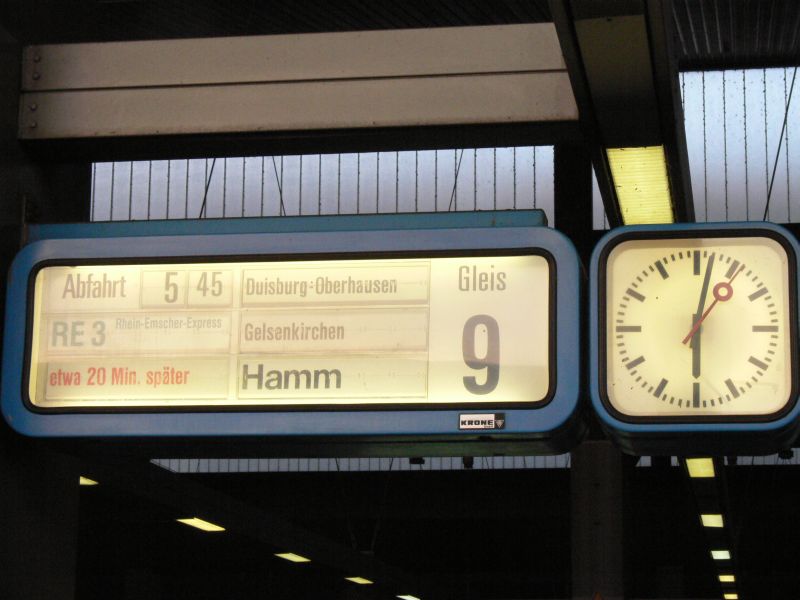 Abfahrt 5 45 Duisburg-Oberhausen Gleis
RE 3 Rhein-Emscher-Express Gelsenkirchen 9
etwa 20 Min. später Hamm
KRONE